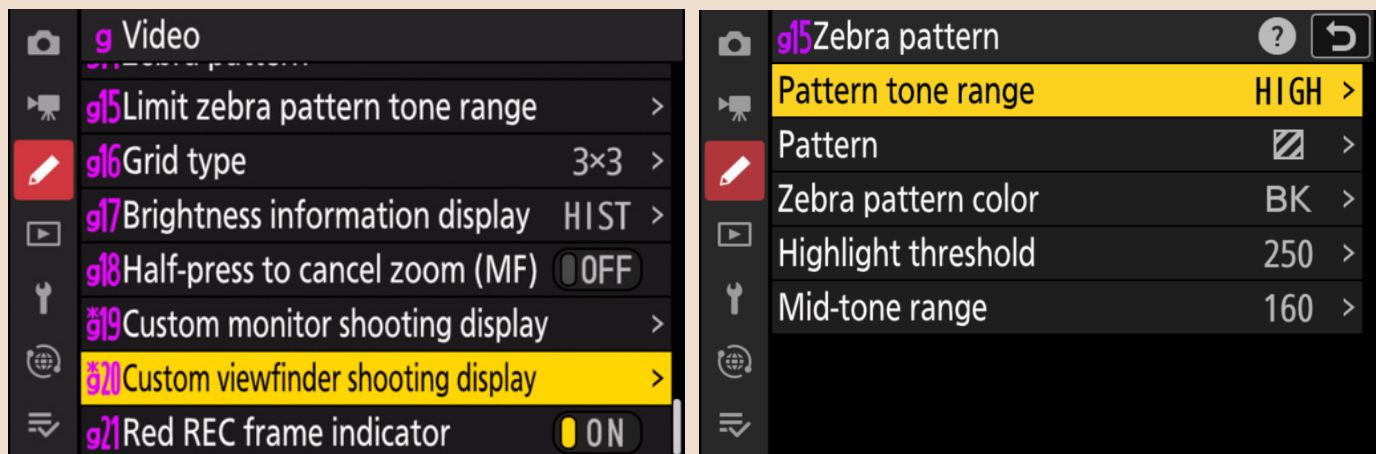 g Video
g15 Limit zebra pattern tone range >
g16 Grid type 3×3 >
g17 Brightness information display HIST >
g18 Half-press to cancel zoom (MF) OFF
*g19 Custom monitor shooting display >
*g20 Custom viewfinder shooting display >
g21 Red REC frame indicator ON
g15 Zebra pattern ?
Pattern tone range HIGH >
Pattern >
Zebra pattern color BK >
Highlight threshold 250 >
Mid-tone range 160 >